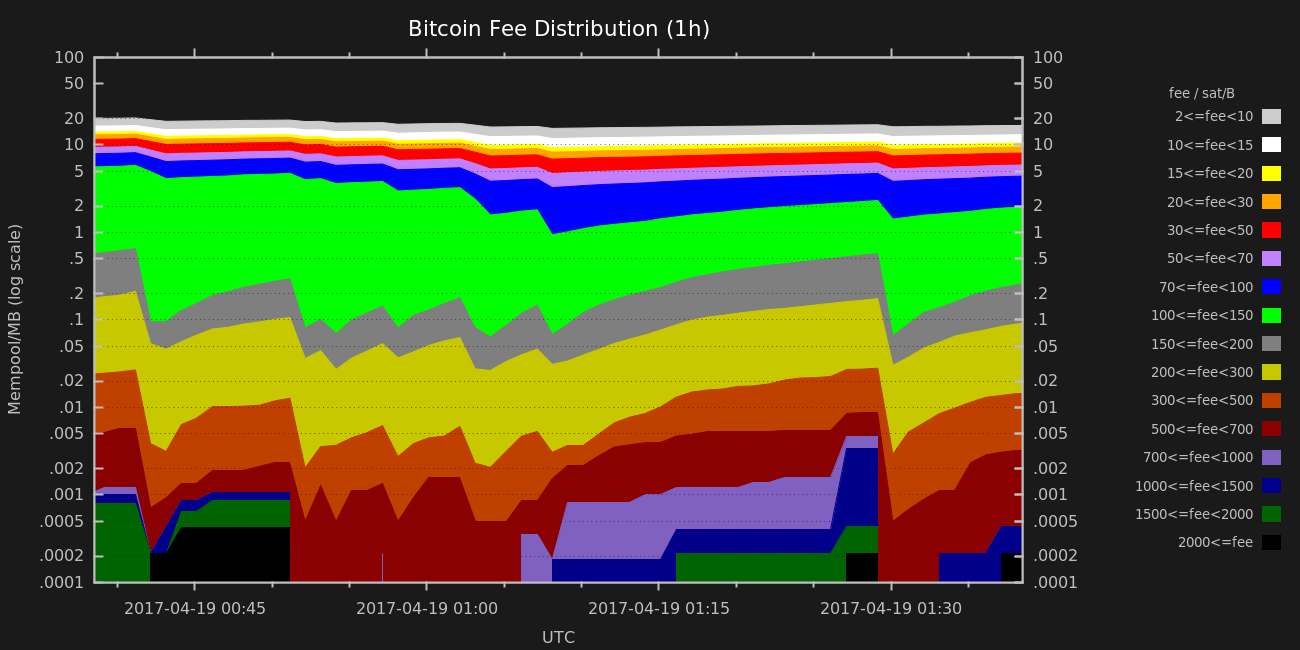 Bitcoin Fee Distribution (1h)
100
50
20
10
5
2
1
.5
.2
.1
.05
.02
.01
.005
.002
.001
.0005
.0002
.0001
Mempool/MB (log scale)
100
50
20
10
5
2
1
.5
.2
.1
.05
.02
.01
.005
.002
.001
.0005
.0002
.0001
2017-04-19 00:45
2017-04-19 01:00
2017-04-19 01:15
2017-04-19 01:30
UTC
fee / sat/B
2<=fee<10
10<=fee<15
15<=fee<20
20<=fee<30
30<=fee<50
50<=fee<70
70<=fee<100
100<=fee<150
150<=fee<200
200<=fee<300
300<=fee<500
500<=fee<700
700<=fee<1000
1000<=fee<1500
1500<=fee<2000
2000<=fee